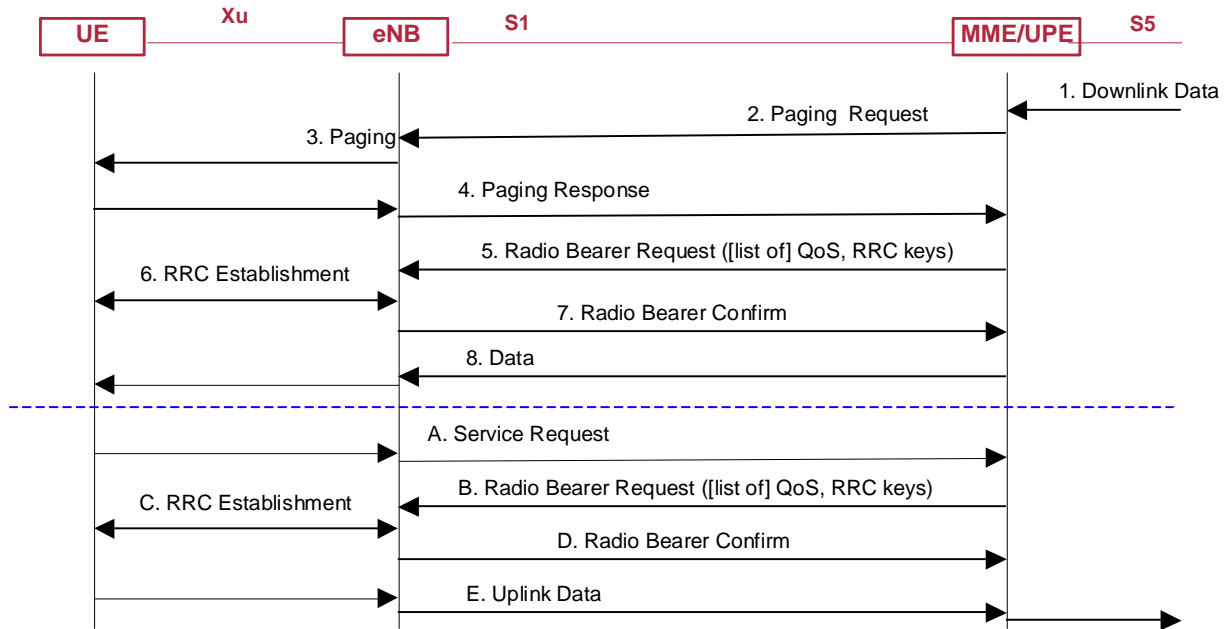 Xu
S1
S5
UE
eNB
MME/UPE
1. Downlink Data
2. Paging Request
3. Paging
4. Paging Response
5. Radio Bearer Request ([list of] QoS, RRC keys)
6. RRC Establishment
7. Radio Bearer Confirm
8. Data
A. Service Request
B. Radio Bearer Request ([list of] QoS, RRC keys)
C. RRC Establishment
D. Radio Bearer Confirm
E. Uplink Data